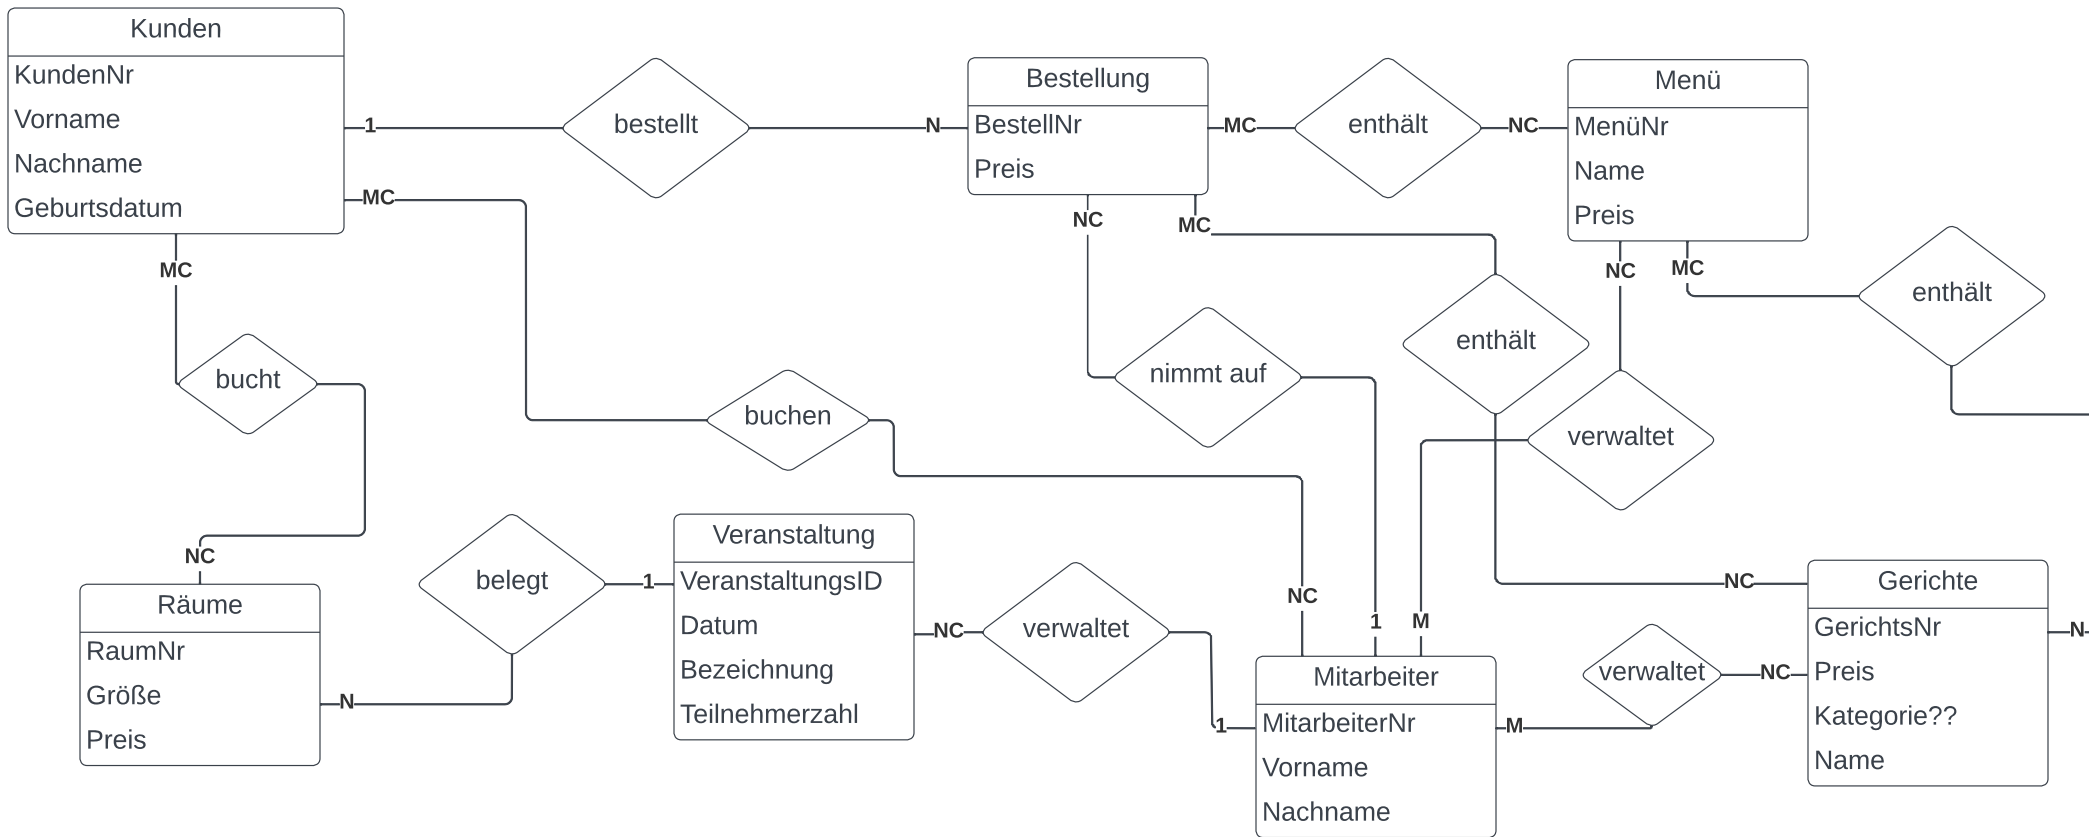 Kunden
KundenNr
Vorname
Nachname
Geburtsdatum
1
bestellt
N
Bestellung
BestellNr
Preis
MC
enthält
NC
Menü
MenüNr
Name
Preis
MC
NC
MC
NC
MC
enthält
MC
bucht
buchen
nimmt auf
enthält
verwaltet
NC
Räume
RaumNr
Größe
Preis
N
belegt
1
Veranstaltung
VeranstaltungsID
Datum
Bezeichnung
Teilnehmerzahl
NC
verwaltet
1
NC
1
M
Mitarbeiter
MitarbeiterNr
Vorname
Nachname
M
verwaltet
NC
NC
Gerichte
GerichtsNr
Preis
Kategorie??
Name
N